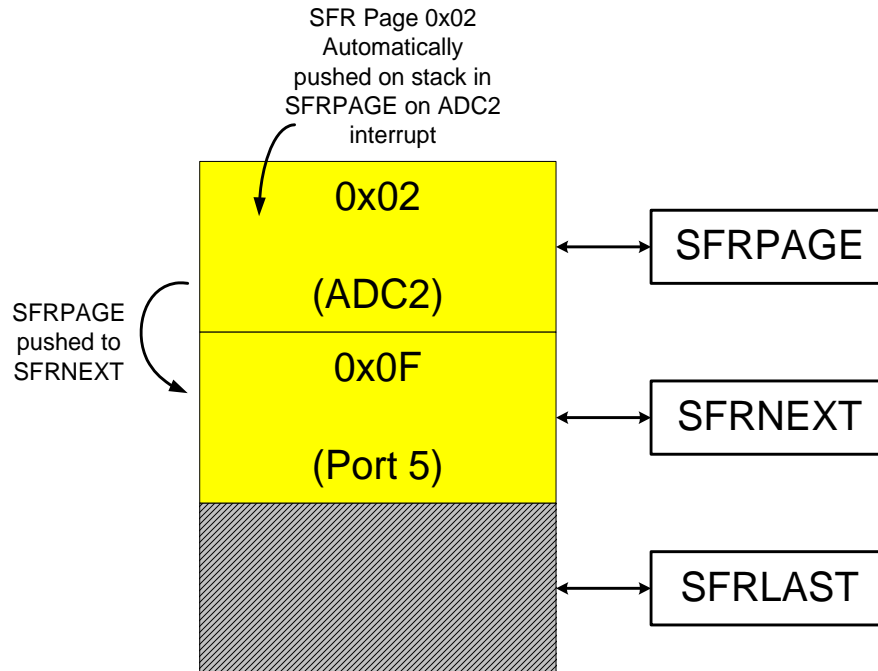 SFR Page 0x02
Automatically
pushed on stack in
SFRPAGE on ADC2
interrupt
0x02
(ADC2)
SFRPAGE
SFRPAGE
pushed to
SFRNEXT
0x0F
(Port 5)
SFRNEXT
SFRLAST